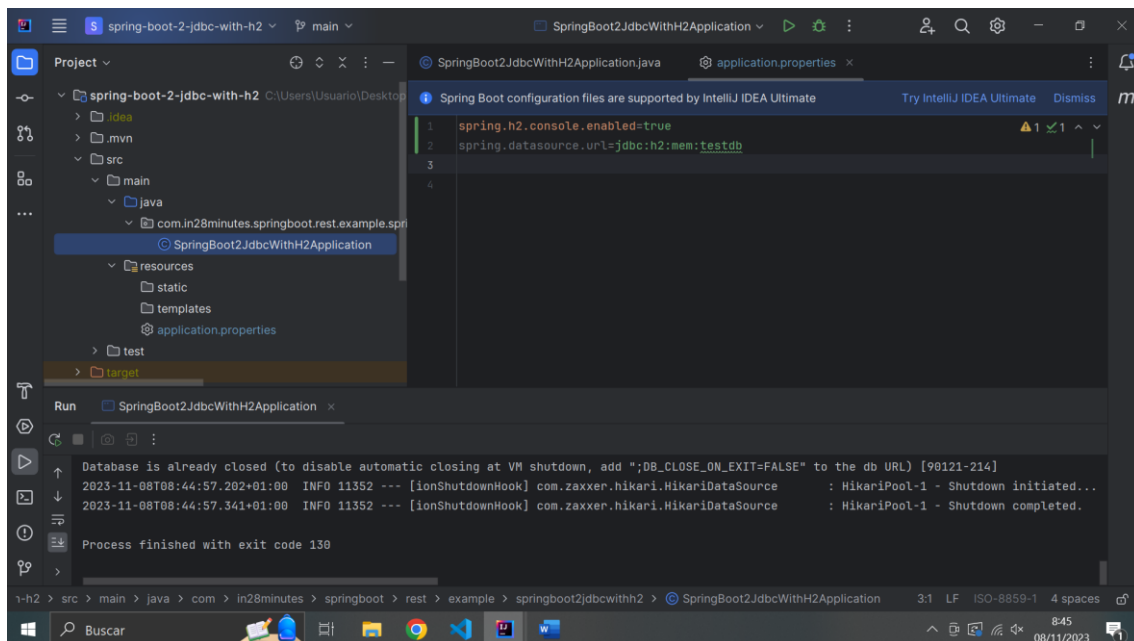 S spring-boot-2-jdbc-with-h2 main SpringBoot2JdbcWithH2Application
Project
SpringBoot2JdbcWithH2Application.java application.properties
spring-boot-2-jdbc-with-h2 C:\Users\Usuario\Desktop
.idea
.mvn
src
main
java
com.in28minutes.springboot.rest.example.spri
SpringBoot2JdbcWithH2Application
resources
static
templates
application.properties
test
target
Spring Boot configuration files are supported by IntelliJ IDEA Ultimate Try IntelliJ IDEA Ultimate Dismiss
m
1 spring.h2.console.enabled=true
2 spring.datasource.url=jdbc:h2:mem:testdb
3
4
1 1
Run SpringBoot2JdbcWithH2Application
Database is already closed (to disable automatic closing at VM shutdown, add ";DB_CLOSE_ON_EXIT=FALSE" to the db URL) [90121-214]
2023-11-08T08:44:57.202+01:00 INFO 11352 --- [ionShutdownHook] com.zaxxer.hikari.HikariDataSource : HikariPool-1 - Shutdown initiated...
2023-11-08T08:44:57.341+01:00 INFO 11352 --- [ionShutdownHook] com.zaxxer.hikari.HikariDataSource : HikariPool-1 - Shutdown completed.
Process finished with exit code 130
-h2 > src > main > java > com > in28minutes > springboot > rest > example > springboot2jdbcwithh2 > SpringBoot2JdbcWithH2Application 3:1 LF ISO-8859-1 4 spaces
Buscar
8:45
08/11/2023